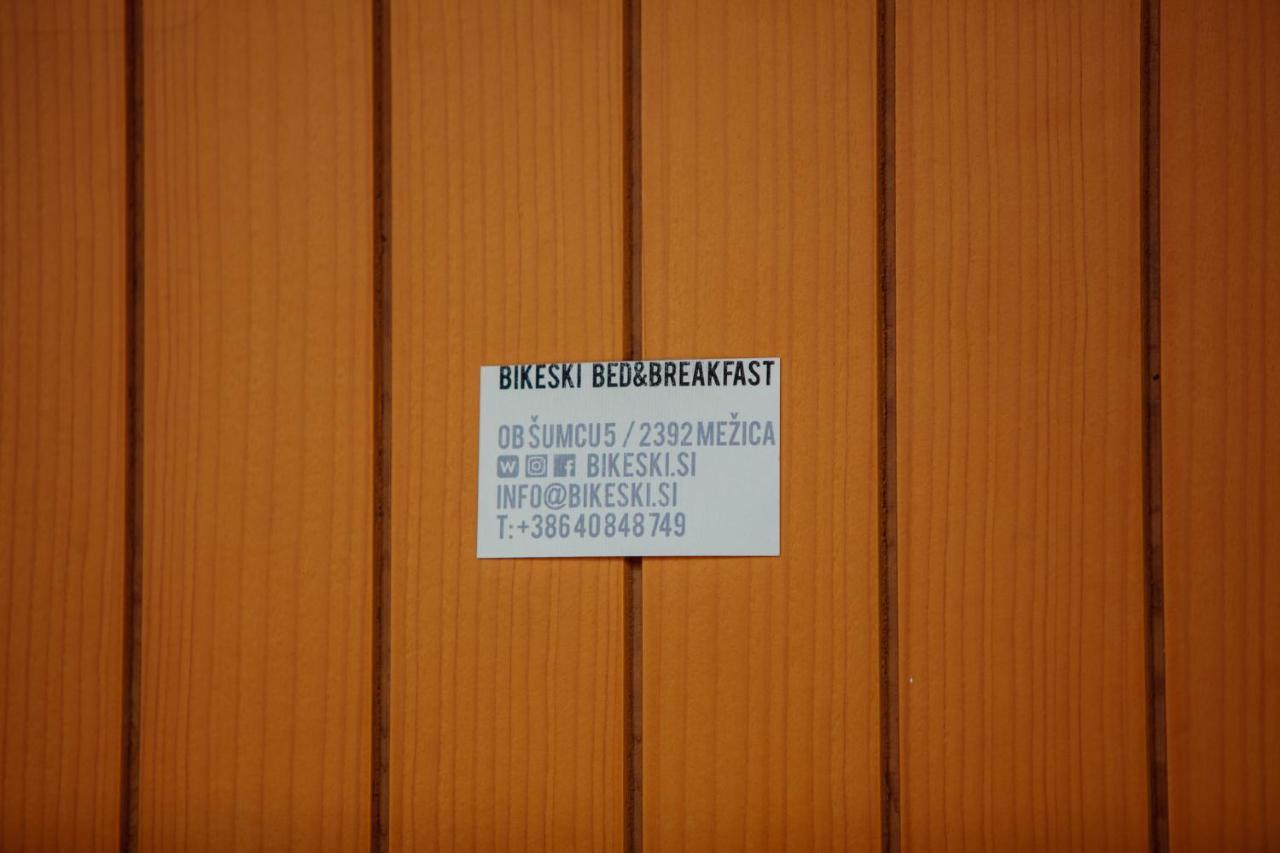 BIKESKI BED&BREAKFAST
OB ŠUMCU 5 / 2392 MEŽICA
W f BIKESKI.SI
INFO@BIKESKI.SI
T: +386 40 848 749